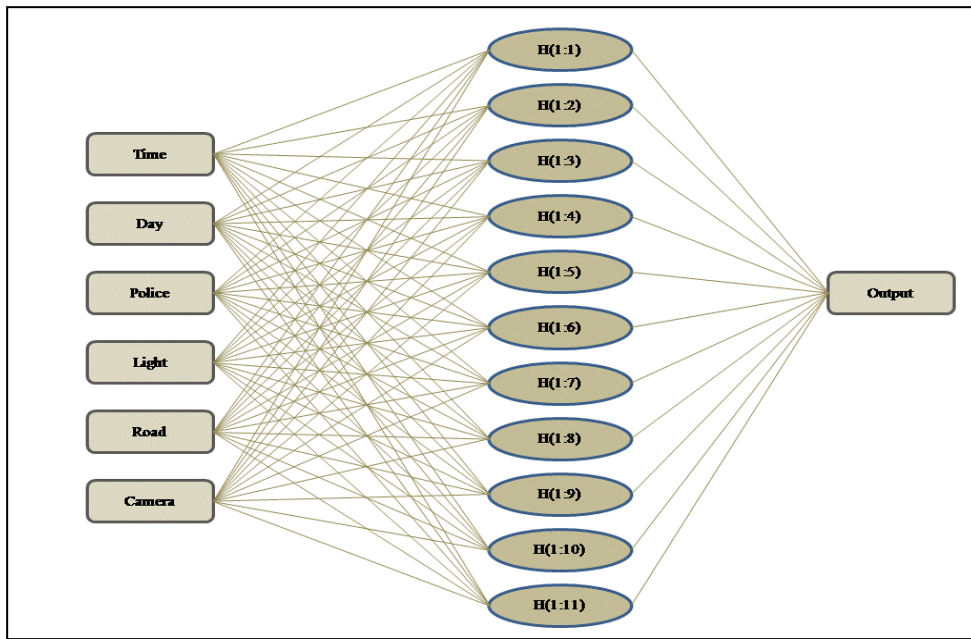 Time
Day
Police
Light
Road
Camera
H(1:1)
H(1:2)
H(1:3)
H(1:4)
H(1:5)
H(1:6)
H(1:7)
H(1:8)
H(1:9)
H(1:10)
H(1:11)
Output